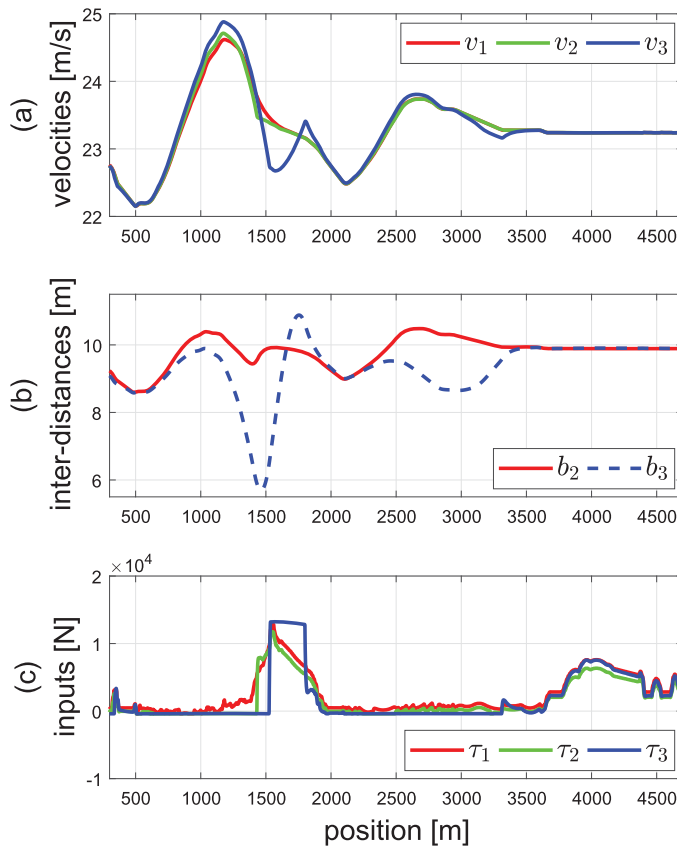 (a)
velocities [m/s]
25
24
23
22
v₁ v₂ v₃
500 1000 1500 2000 2500 3000 3500 4000 4500
(b)
inter-distances [m]
10
8
6
b₂ b₃
500 1000 1500 2000 2500 3000 3500 4000 4500
(c)
inputs [N]
×10⁴
2
1
0
-1
τ₁ τ₂ τ₃
500 1000 1500 2000 2500 3000 3500 4000 4500
position [m]